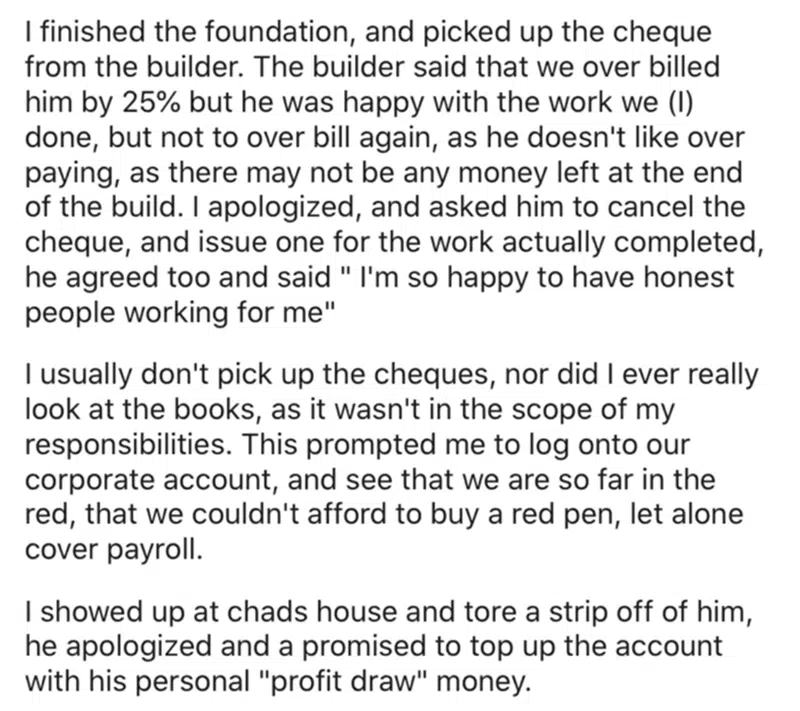 I finished the foundation, and picked up the cheque
from the builder. The builder said that we over billed
him by 25% but he was happy with the work we (I)
done, but not to over bill again, as he doesn't like over
paying, as there may not be any money left at the end
of the build. I apologized, and asked him to cancel the
cheque, and issue one for the work actually completed,
he agreed too and said " I'm so happy to have honest
people working for me"
I usually don't pick up the cheques, nor did I ever really
look at the books, as it wasn't in the scope of my
responsibilities. This prompted me to log onto our
corporate account, and see that we are so far in the
red, that we couldn't afford to buy a red pen, let alone
cover payroll.
I showed up at chads house and tore a strip off of him,
he apologized and a promised to top up the account
with his personal "profit draw" money.